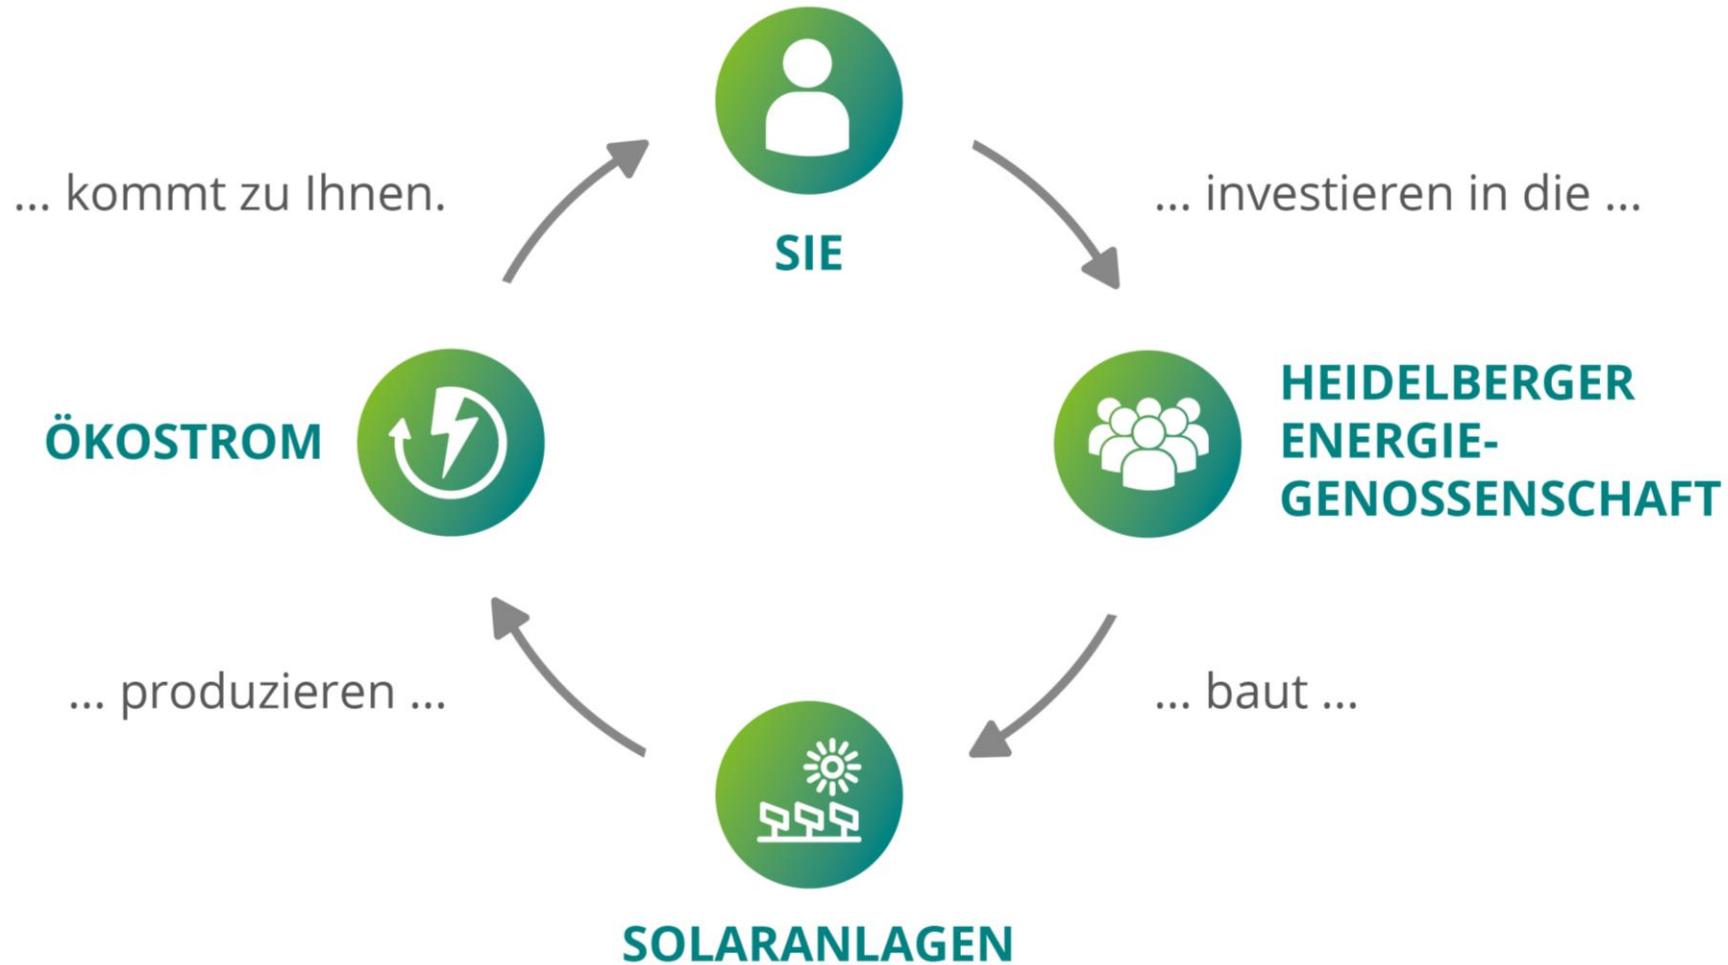 SIE
... investieren in die ...
HEIDELBERGER
ENERGIE-
GENOSSENSCHAFT
... baut ...
SOLARANLAGEN
... produzieren ...
ÖKOSTROM
... kommt zu Ihnen.